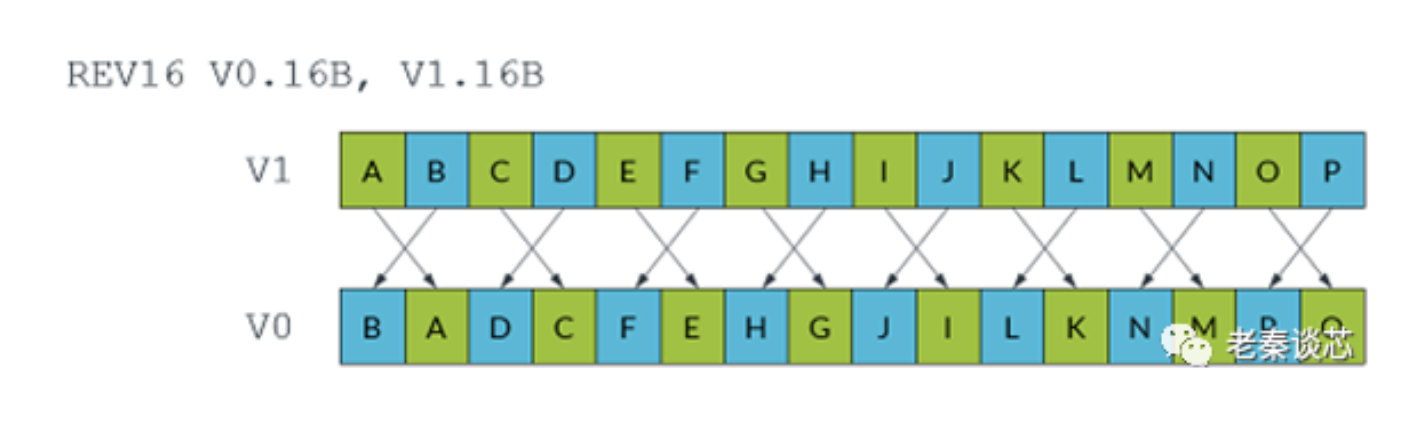 REV16 V0.16B, V1.16B
V1 A B C D E F G H I J K L M N O P
V0 B A D C F E H G J I L K N M P O
老秦谈芯